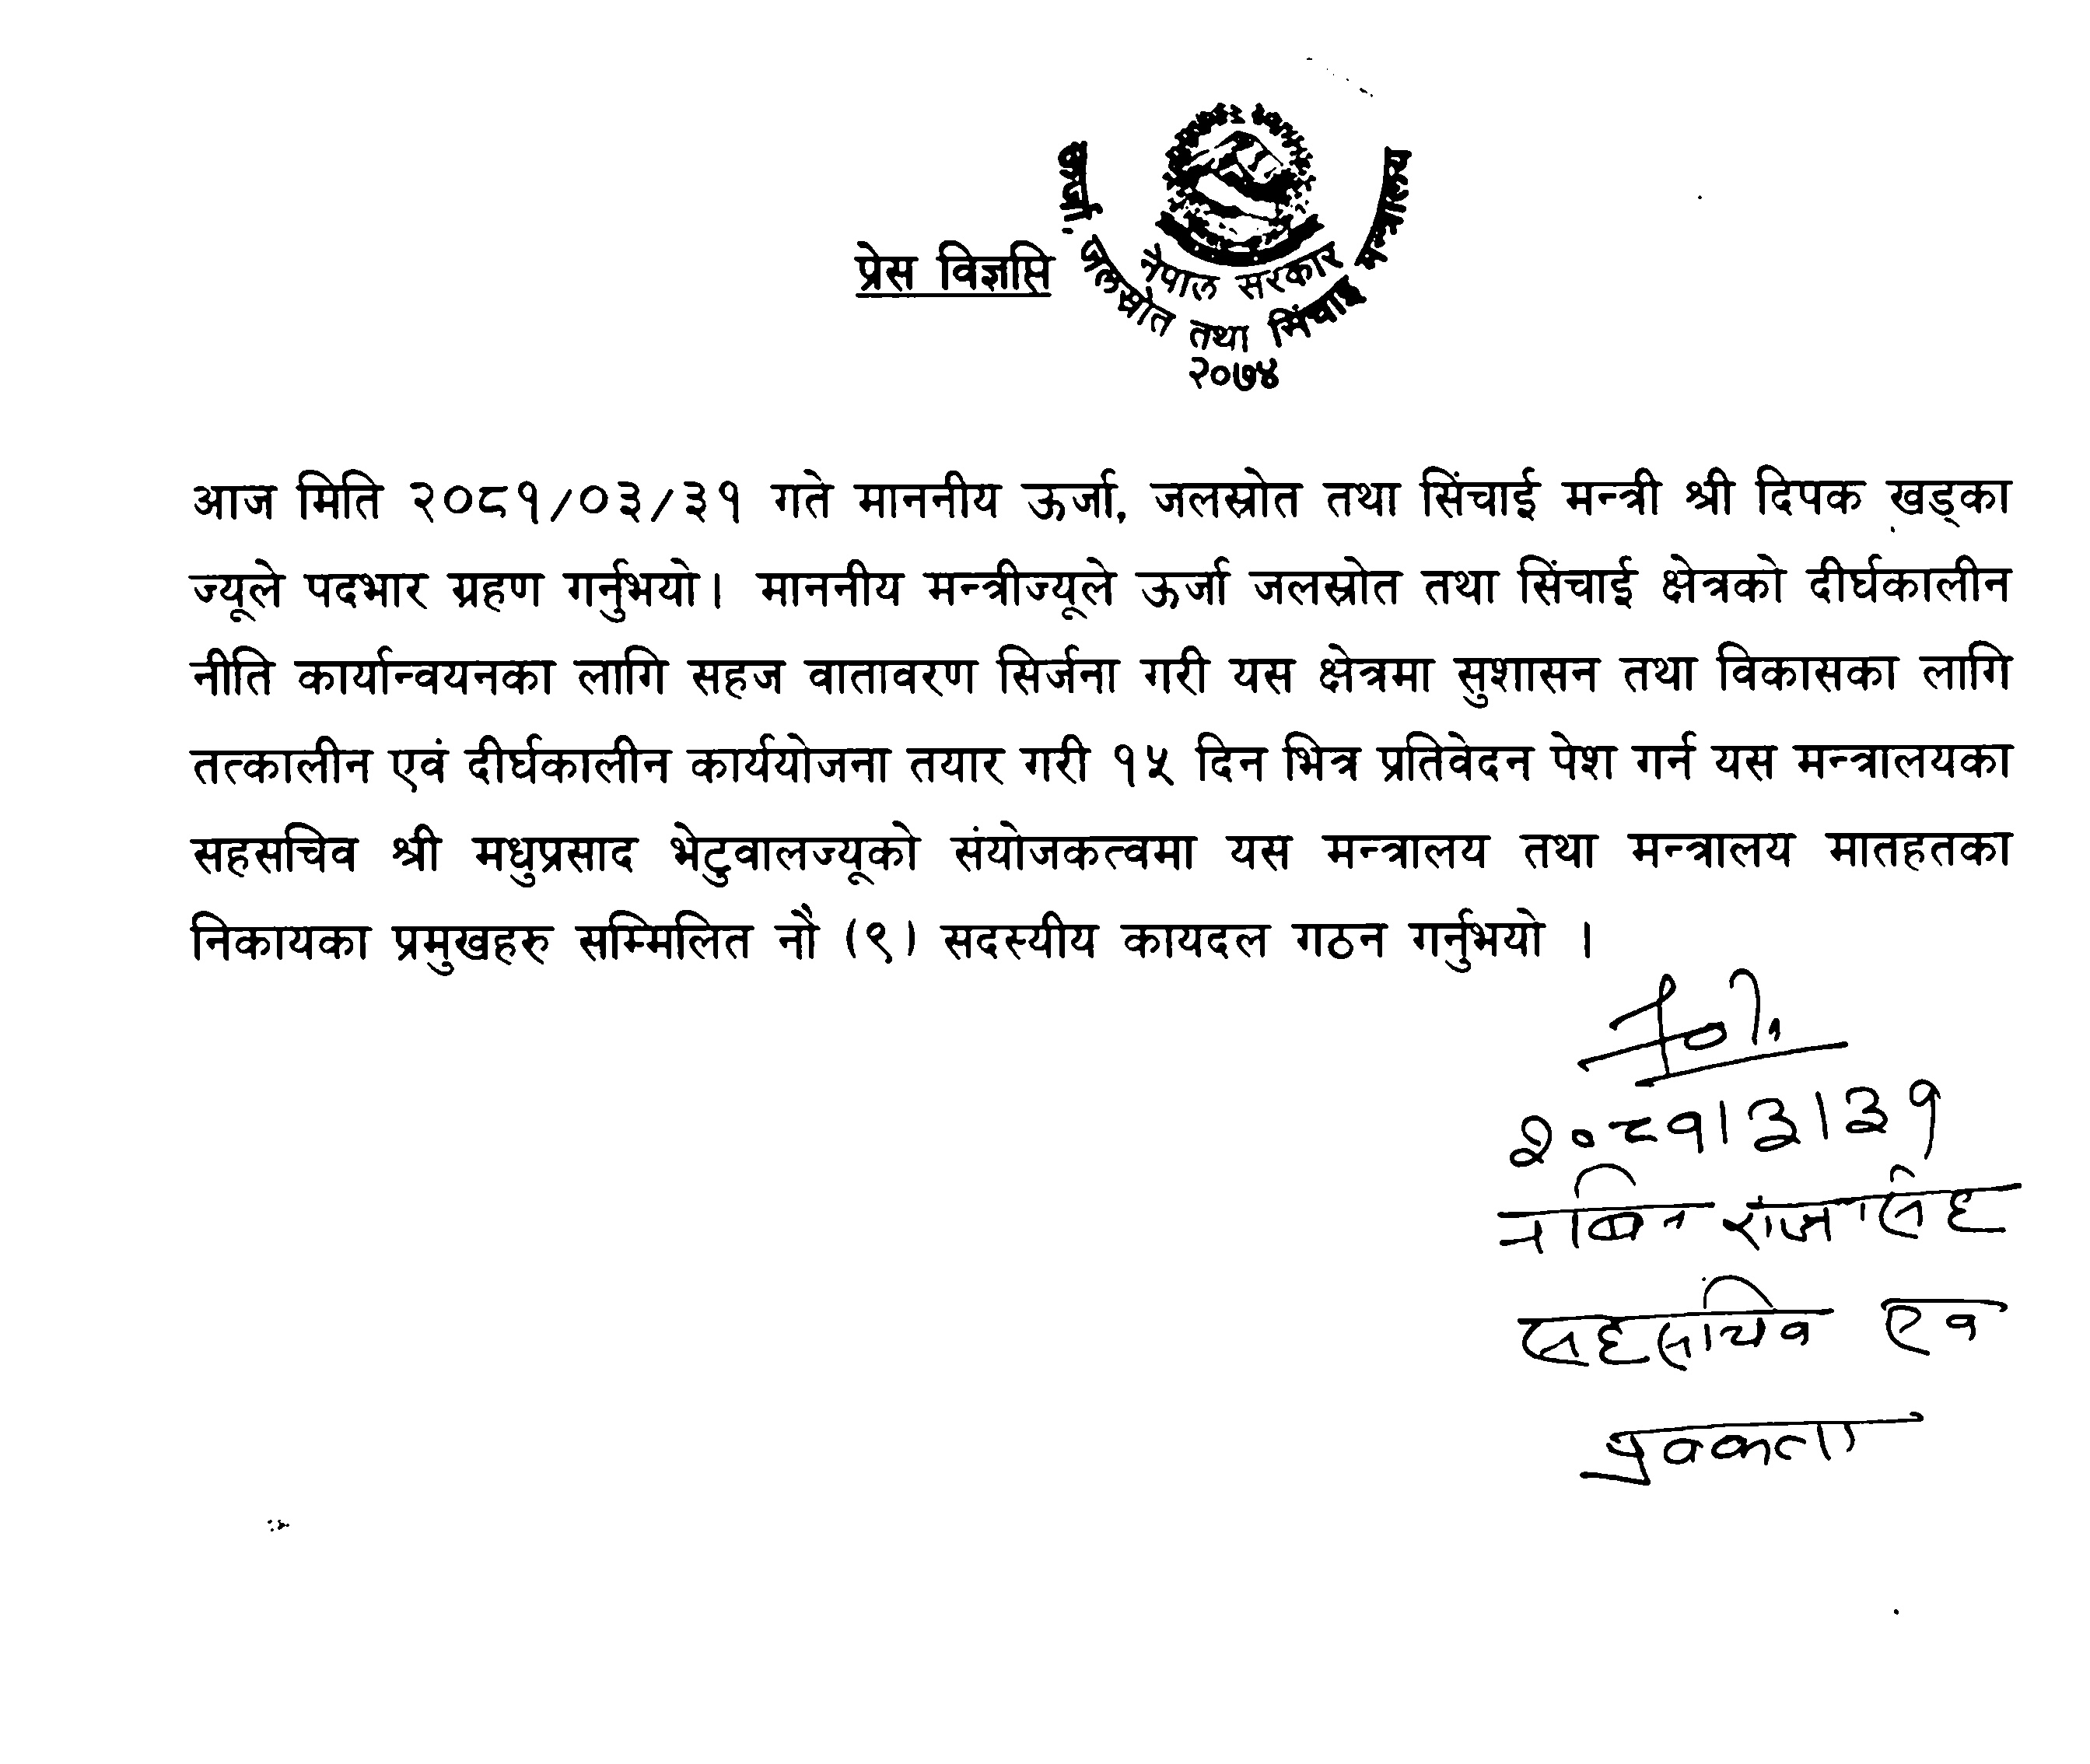 प्रेस विज्ञप्ति
ऊर्जा, जलस्रोत तथा सिंचाइ मन्त्रालय
नेपाल सरकार
२०७४
आज मिति २०८१/०३/३१ गते माननीय ऊर्जा, जलस्रोत तथा सिंचाई मन्त्री श्री दिपक खड्का
ज्यूले पदभार ग्रहण गर्नुभयो। माननीय मन्त्रीज्यूले ऊर्जा जलस्रोत तथा सिंचाई क्षेत्रको दीर्घकालीन
नीति कार्यान्वयनका लागि सहज वातावरण सिर्जना गरी यस क्षेत्रमा सुशासन तथा विकासका लागि
तत्कालीन एवं दीर्घकालीन कार्ययोजना तयार गरी १५ दिन भित्र प्रतिवेदन पेश गर्न यस मन्त्रालयका
सहसचिव श्री मधुप्रसाद भेटुवालज्यूको संयोजकत्वमा यस मन्त्रालय तथा मन्त्रालय मातहतका
निकायका प्रमुखहरु सम्मिलित नौ (९) सदस्यीय कायदल गठन गर्नुभयो ।
२०८१।३।३१
नविन राज सिंह
सहसचिव एव
प्रवक्ता